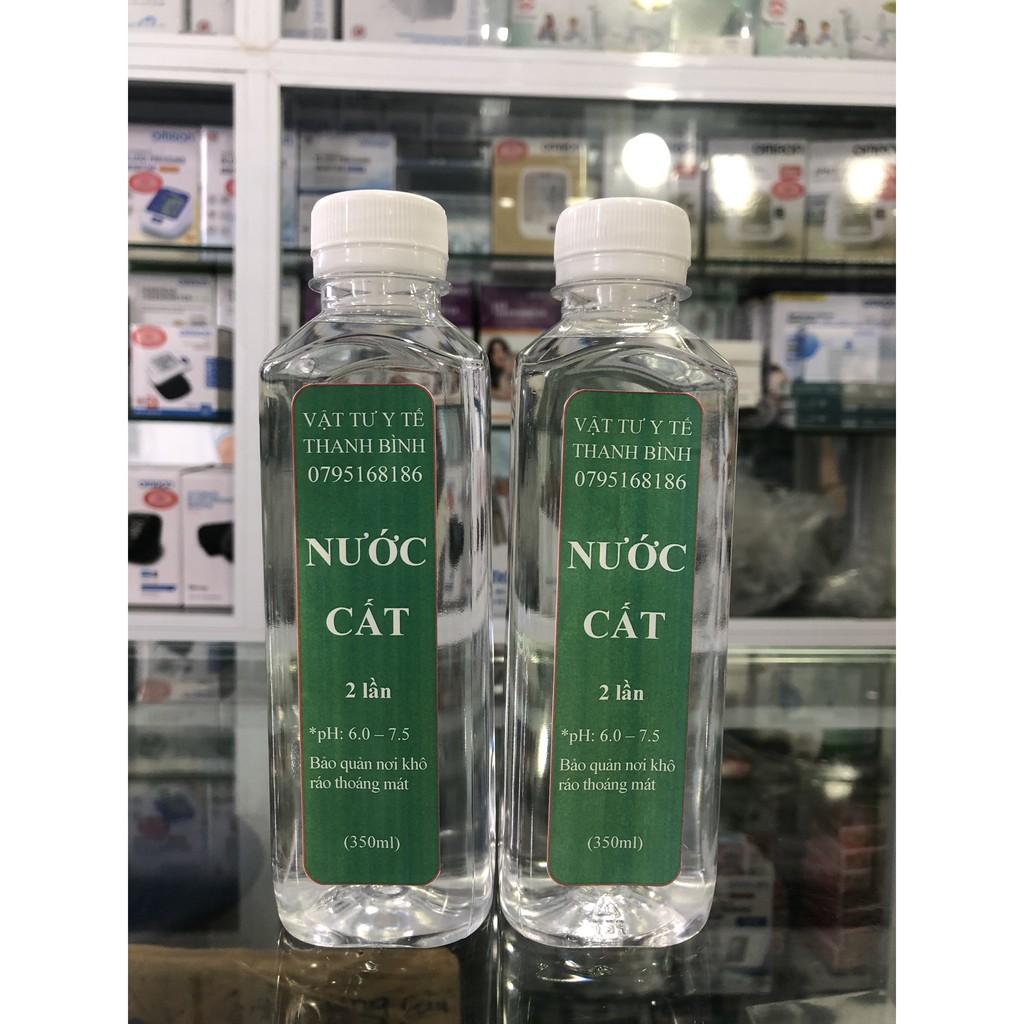 VẬT TƯ Y TẾ
THANH BÌNH
0795168186
NƯỚC
CẤT
2 lần
*pH: 6.0 – 7.5
Bảo quản nơi khô
ráo thoáng mát
(350ml)
VẬT TƯ Y TẾ
THANH BÌNH
0795168186
NƯỚC
CẤT
2 lần
*pH: 6.0 – 7.5
Bảo quản nơi khô
ráo thoáng mát
(350ml)
OMRON
OMRON